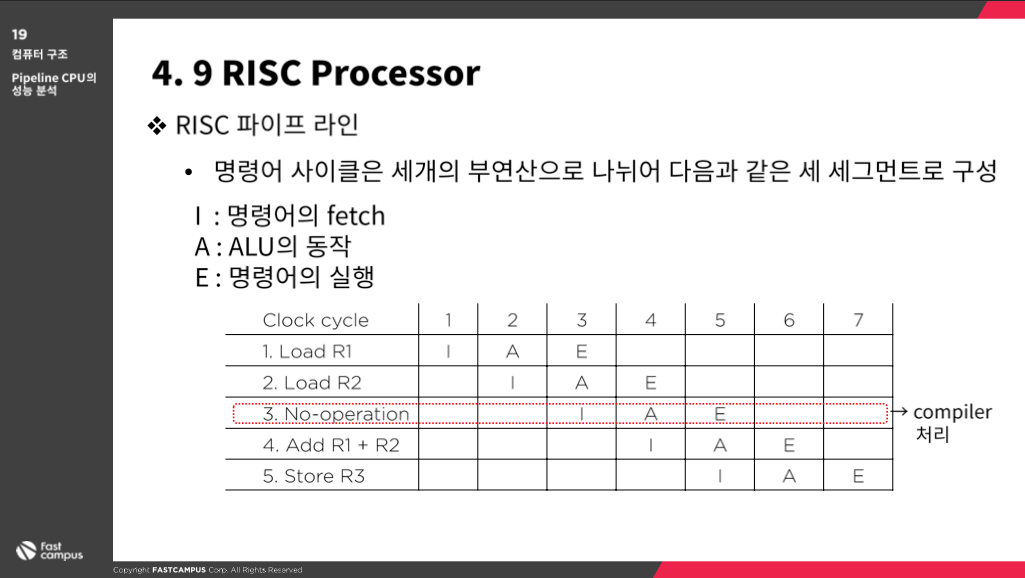 19
컴퓨터 구조
Pipeline CPU의
성능 분석
4. 9 RISC Processor
❖ RISC 파이프 라인
• 명령어 사이클은 세개의 부연산으로 나뉘어 다음과 같은 세 세그먼트로 구성
I : 명령어의 fetch
A : ALU의 동작
E : 명령어의 실행
Clock cycle 1 2 3 4 5 6 7
1. Load R1 I A E
2. Load R2 I A E
3. No-operation I A E → compiler
처리
4. Add R1 + R2 I A E
5. Store R3 I A E
fast
campus
Copyright FASTCAMPUS Corp. All Rights Reserved